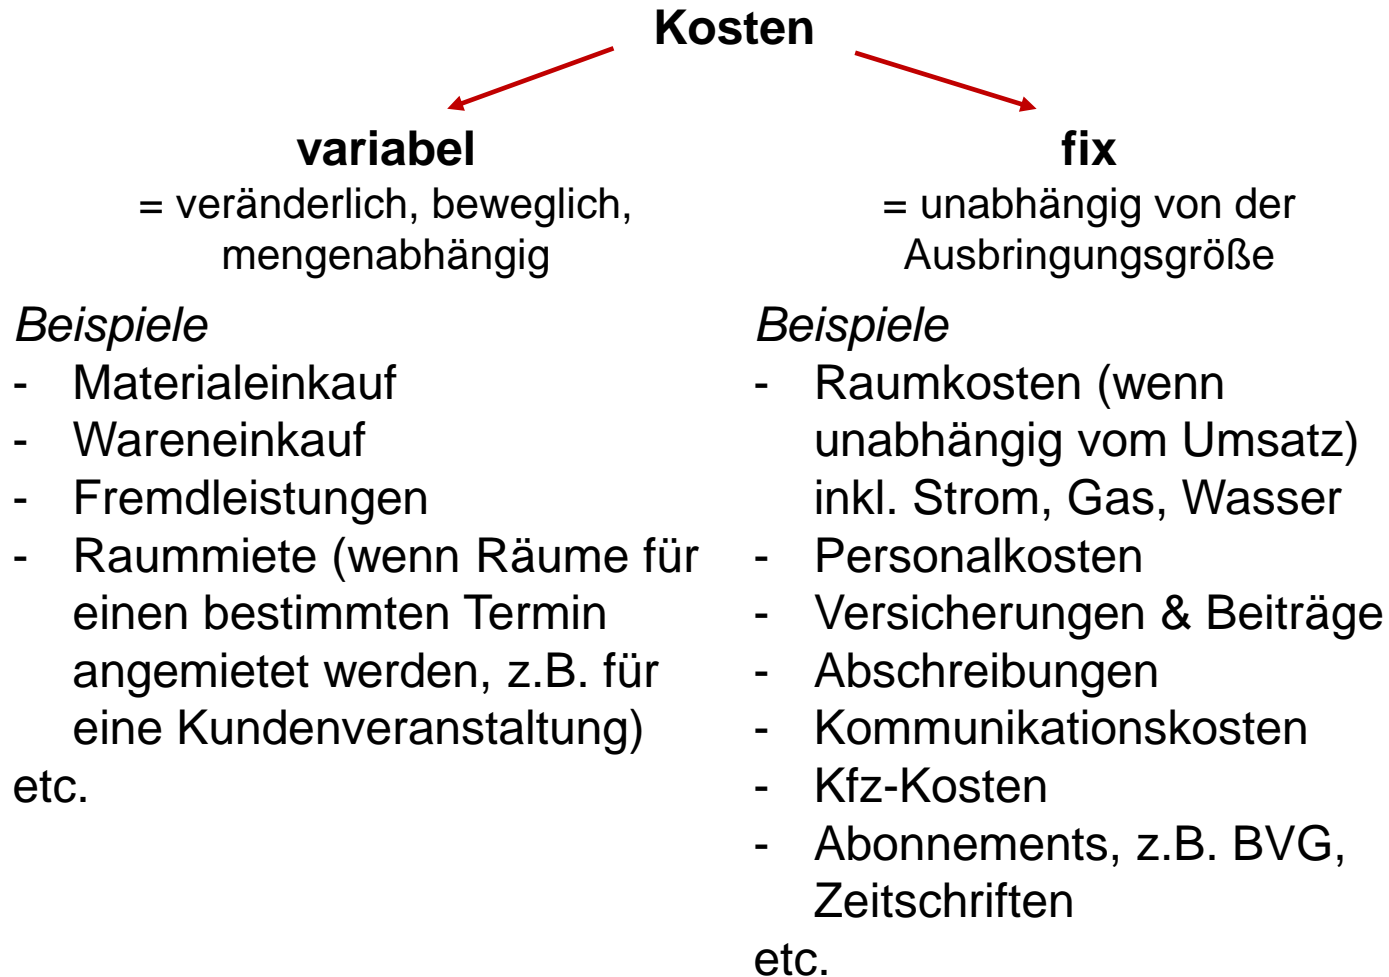 Kosten
variabel
= veränderlich, beweglich,
mengenabhängig
Beispiele
- Materialeinkauf
- Wareneinkauf
- Fremdleistungen
- Raummiete (wenn Räume für
einen bestimmten Termin
angemietet werden, z.B. für
eine Kundenveranstaltung)
etc.
fix
= unabhängig von der
Ausbringungsgröße
Beispiele
- Raumkosten (wenn
unabhängig vom Umsatz)
inkl. Strom, Gas, Wasser
- Personalkosten
- Versicherungen & Beiträge
- Abschreibungen
- Kommunikationskosten
- Kfz-Kosten
- Abonnements, z.B. BVG,
Zeitschriften
etc.